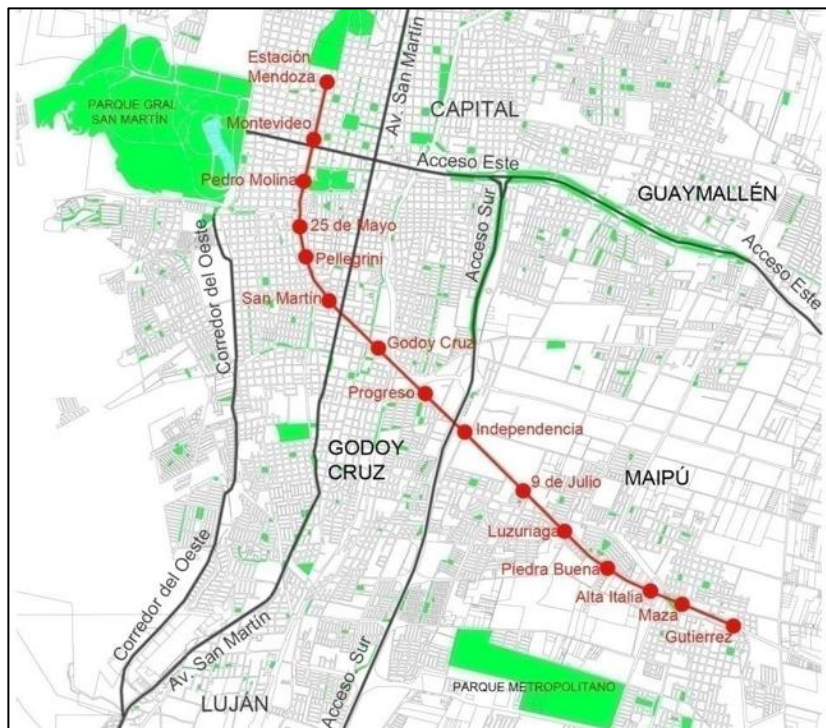 Estación
Mendoza
Av. San Martín
PARQUE GRAL
SAN MARTÍN
CAPITAL
Montevideo
Acceso Este
Pedro Molina
GUAYMALLÉN
25 de Mayo
Corredor del Oeste
Acceso Sur
Acceso Este
Pellegrini
San Martín
Godoy Cruz
Progreso
Independencia
GODOY
CRUZ
MAIPÚ
9 de Julio
Luzuriaga
Piedra Buena
Corredor del Oeste
Alta Italia
Maza
Av. San Martín
Gutierrez
Acceso Sur
PARQUE METROPOLITANO
LUJÁN